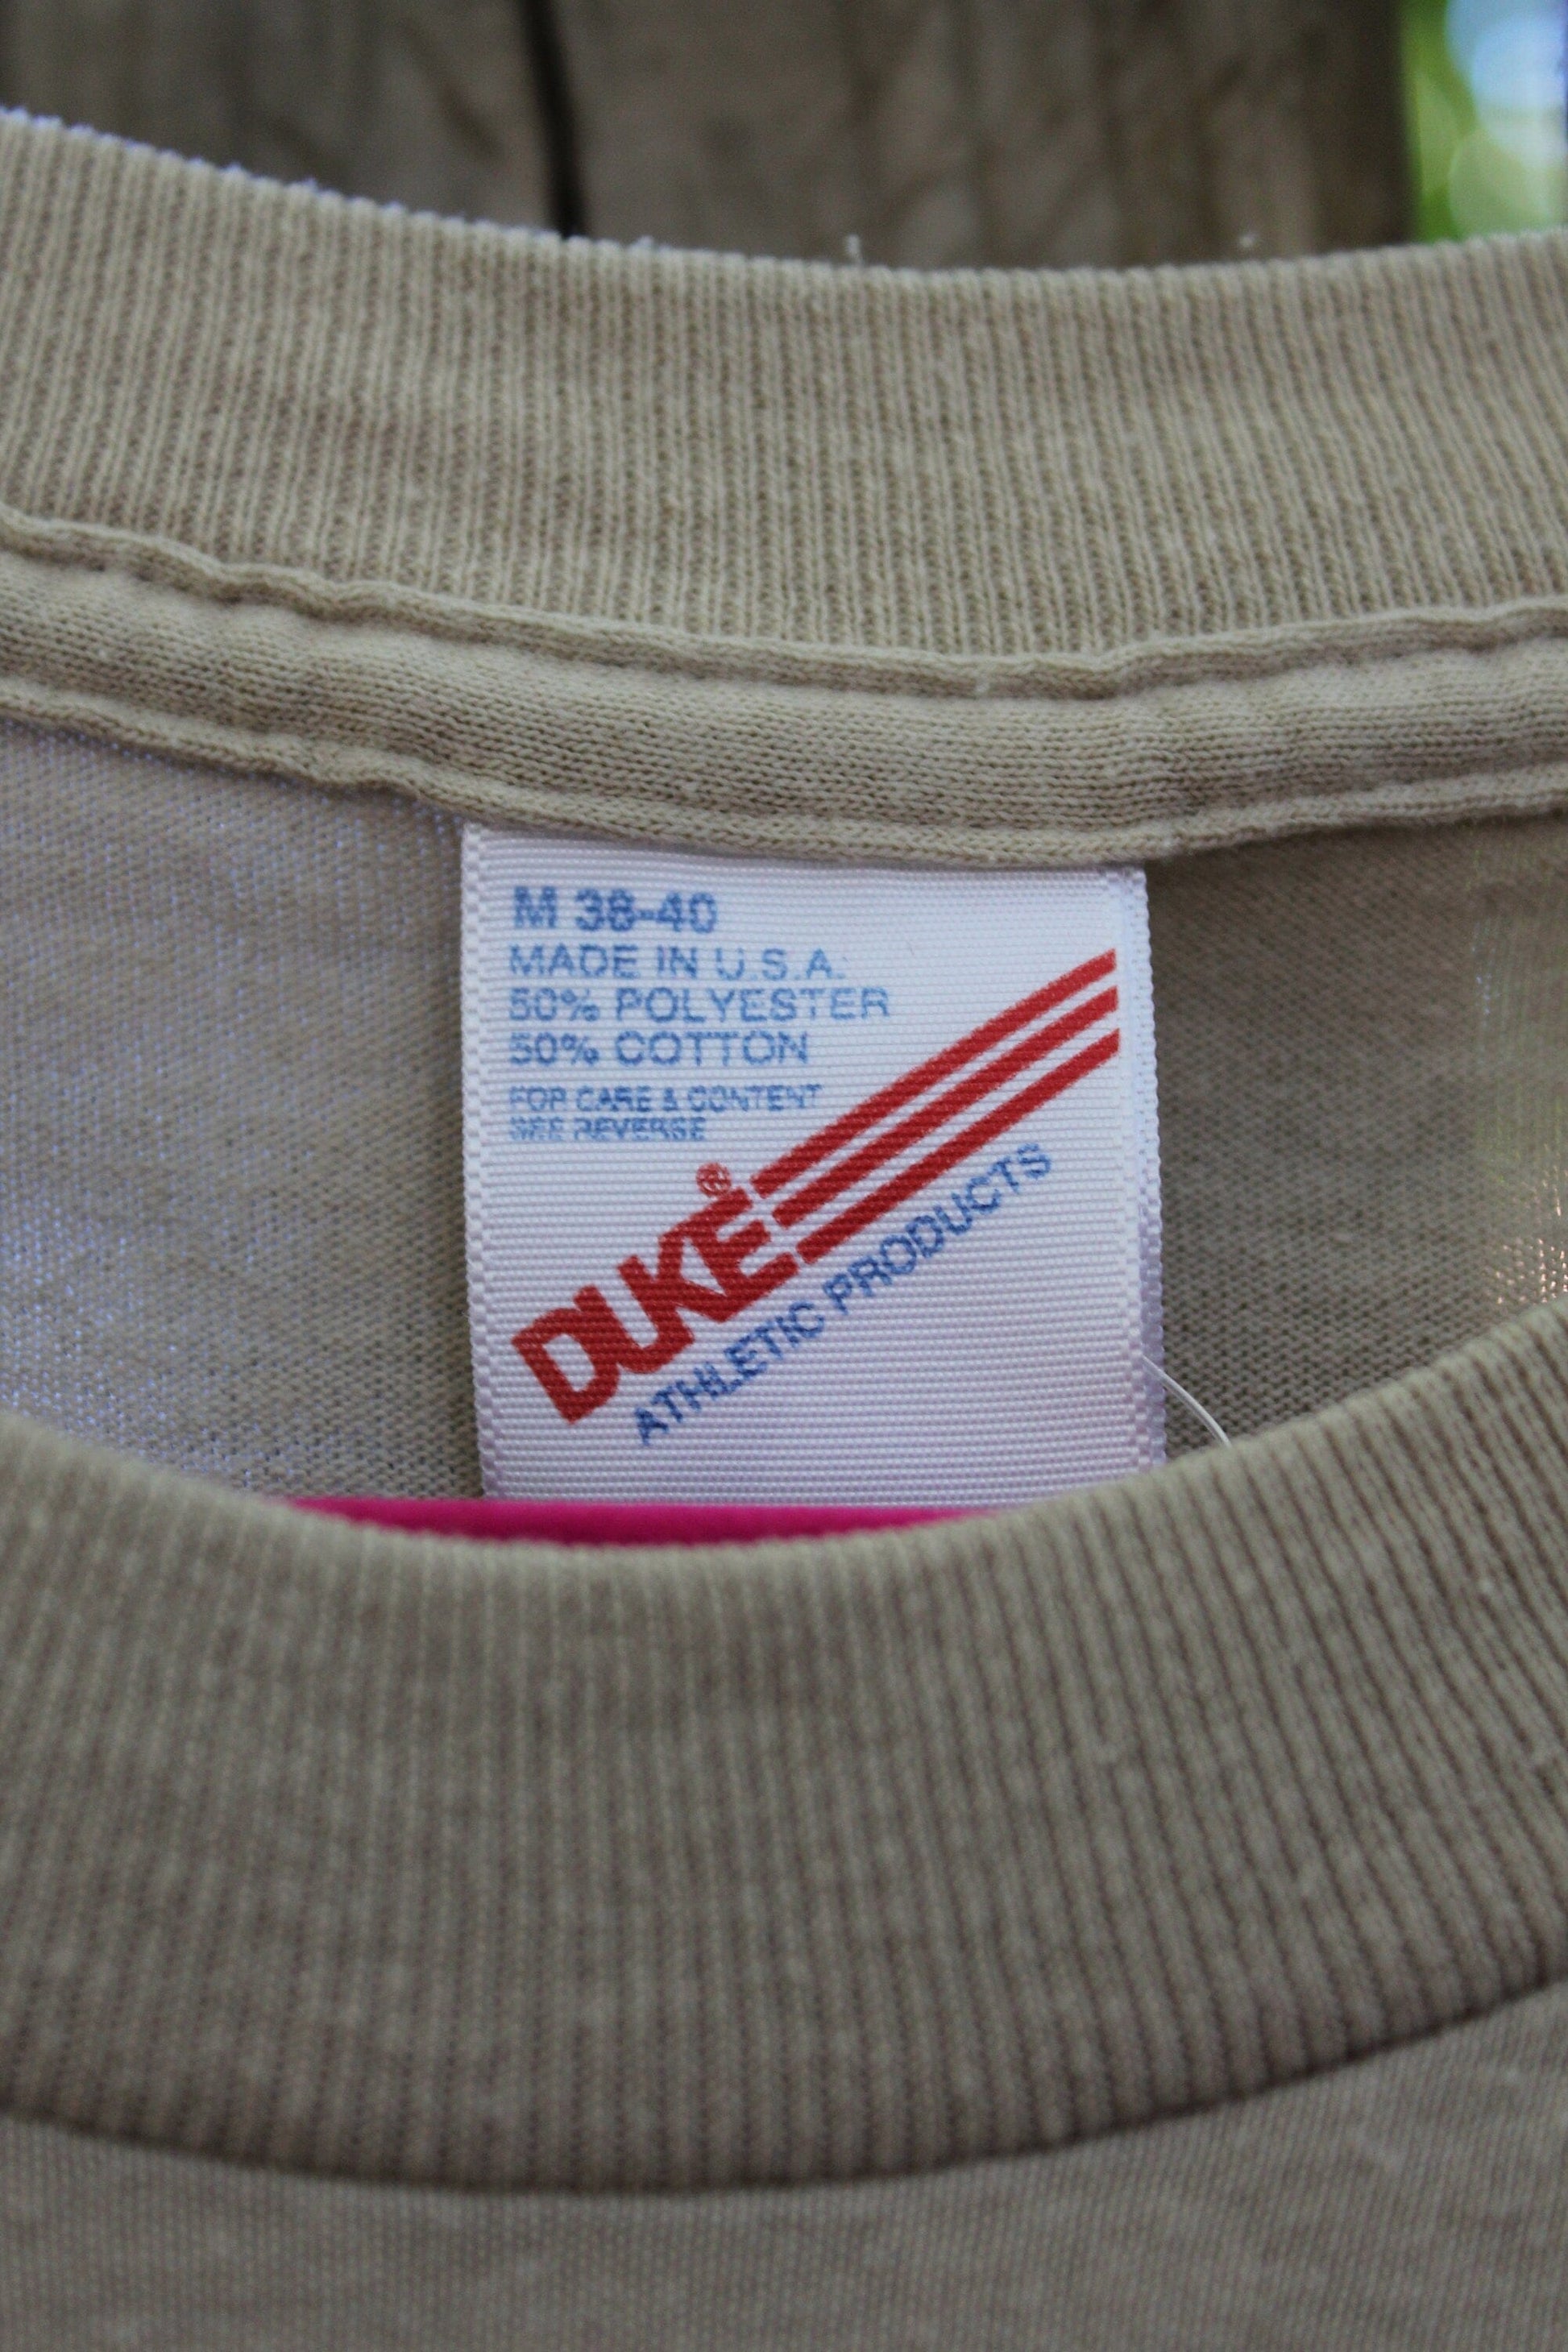 M 38-40
MADE IN U.S.A.
50% POLYESTER
50% COTTON
FOR CARE & CONTENT
SEE REVERSE
DUKE®
ATHLETIC PRODUCTS